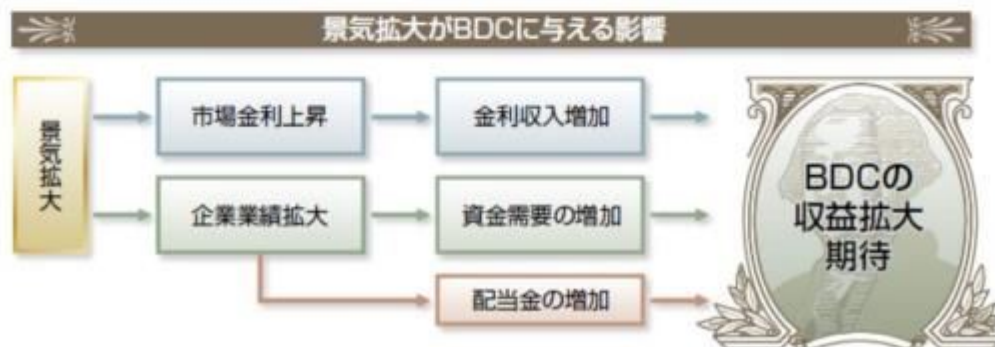 景気拡大がBDCに与える影響
景気拡大
市場金利上昇
金利収入増加
企業業績拡大
資金需要の増加
配当金の増加
BDCの
収益拡大
期待